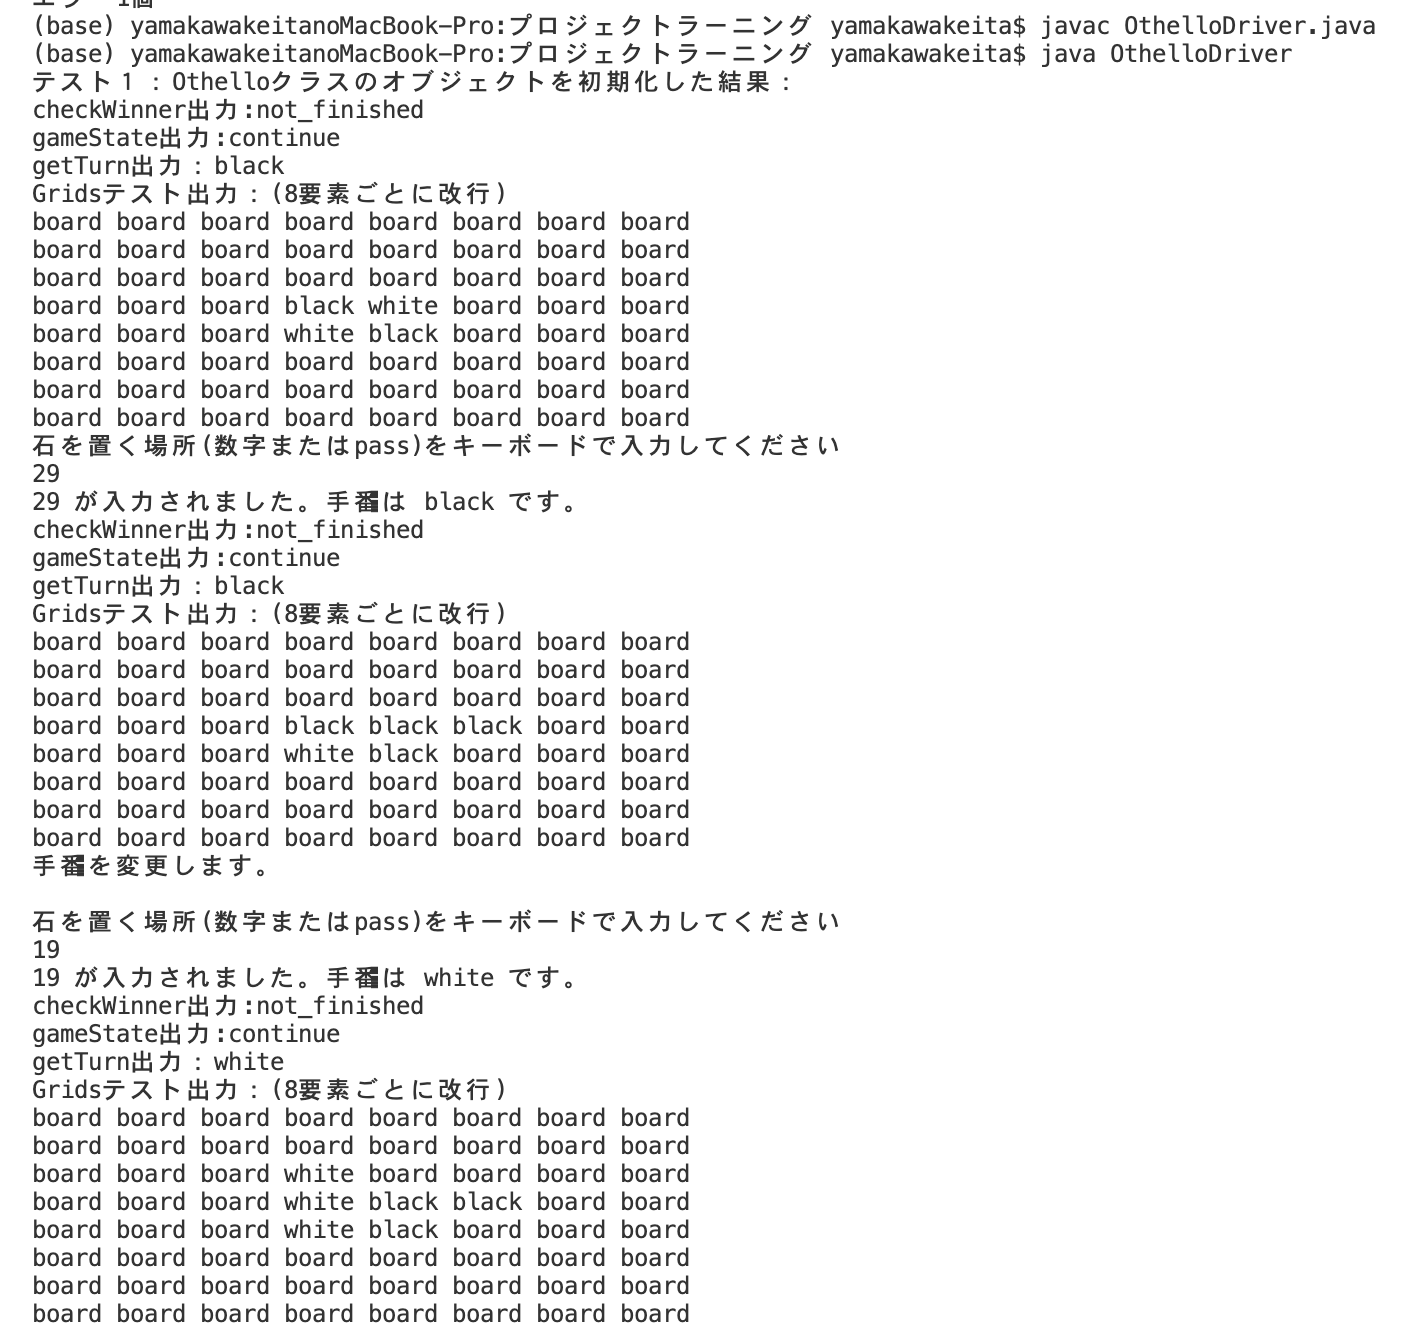 エラー1個
(base) yamakawakeitanoMacBook-Pro:プロジェクトラーニング yamakawakeita$ javac OthelloDriver.java
(base) yamakawakeitanoMacBook-Pro:プロジェクトラーニング yamakawakeita$ java OthelloDriver
テスト１：Othelloクラスのオブジェクトを初期化した結果：
checkWinner出力:not_finished
gameState出力:continue
getTurn出力：black
Gridsテスト出力：(8要素ごとに改行)
board board board board board board board board
board board board board board board board board
board board board board board board board board
board board board black white board board board
board board board white black board board board
board board board board board board board board
board board board board board board board board
board board board board board board board board
石を置く場所(数字またはpass)をキーボードで入力してください
29
29 が入力されました。手番は black です。
checkWinner出力:not_finished
gameState出力:continue
getTurn出力：black
Gridsテスト出力：(8要素ごとに改行)
board board board board board board board board
board board board board board board board board
board board board board board board board board
board board board black black black board board
board board board white black board board board
board board board board board board board board
board board board board board board board board
board board board board board board board board
手番を変更します。
石を置く場所(数字またはpass)をキーボードで入力してください
19
19 が入力されました。手番は white です。
checkWinner出力:not_finished
gameState出力:continue
getTurn出力：white
Gridsテスト出力：(8要素ごとに改行)
board board board board board board board board
board board board board board board board board
board board board white board board board board
board board board white black black board board
board board board white black board board board
board board board board board board board board
board board board board board board board board
board board board board board board board board